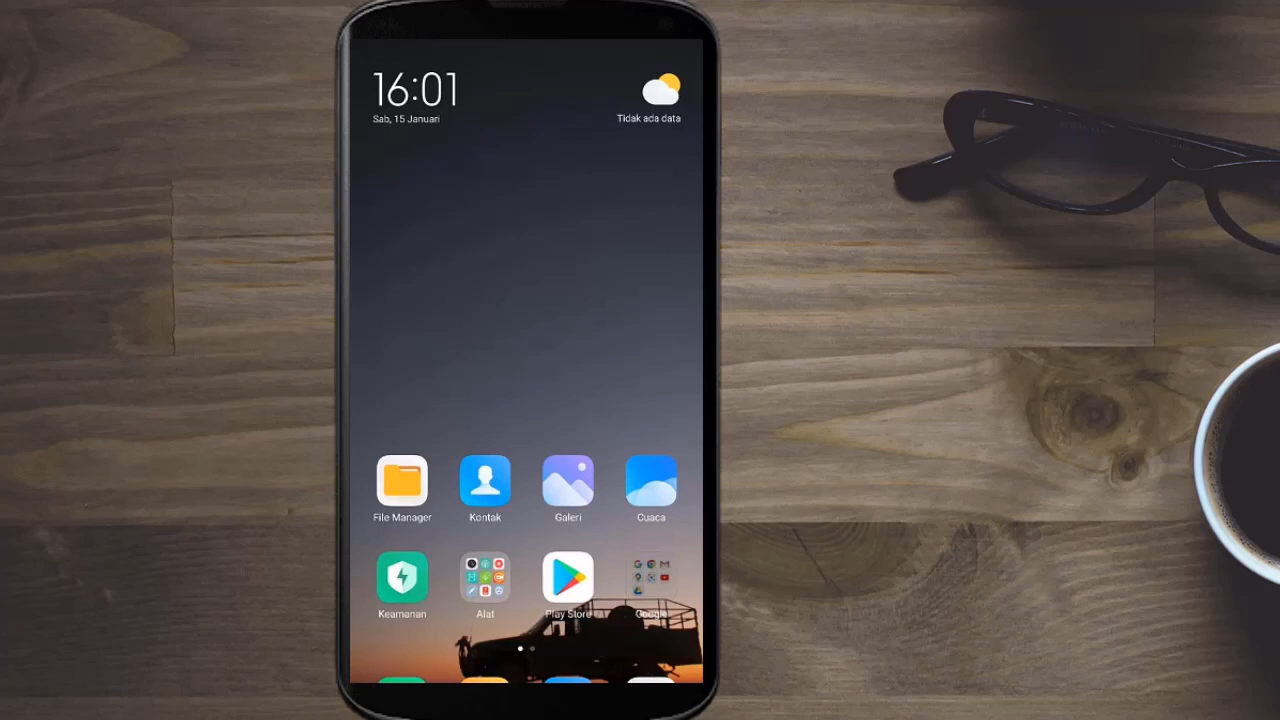 16:01
Sab, 15 Januari
Tidak ada data
File Manager
Kontak
Galeri
Cuaca
Keamanan
Alat
Play Store
Google